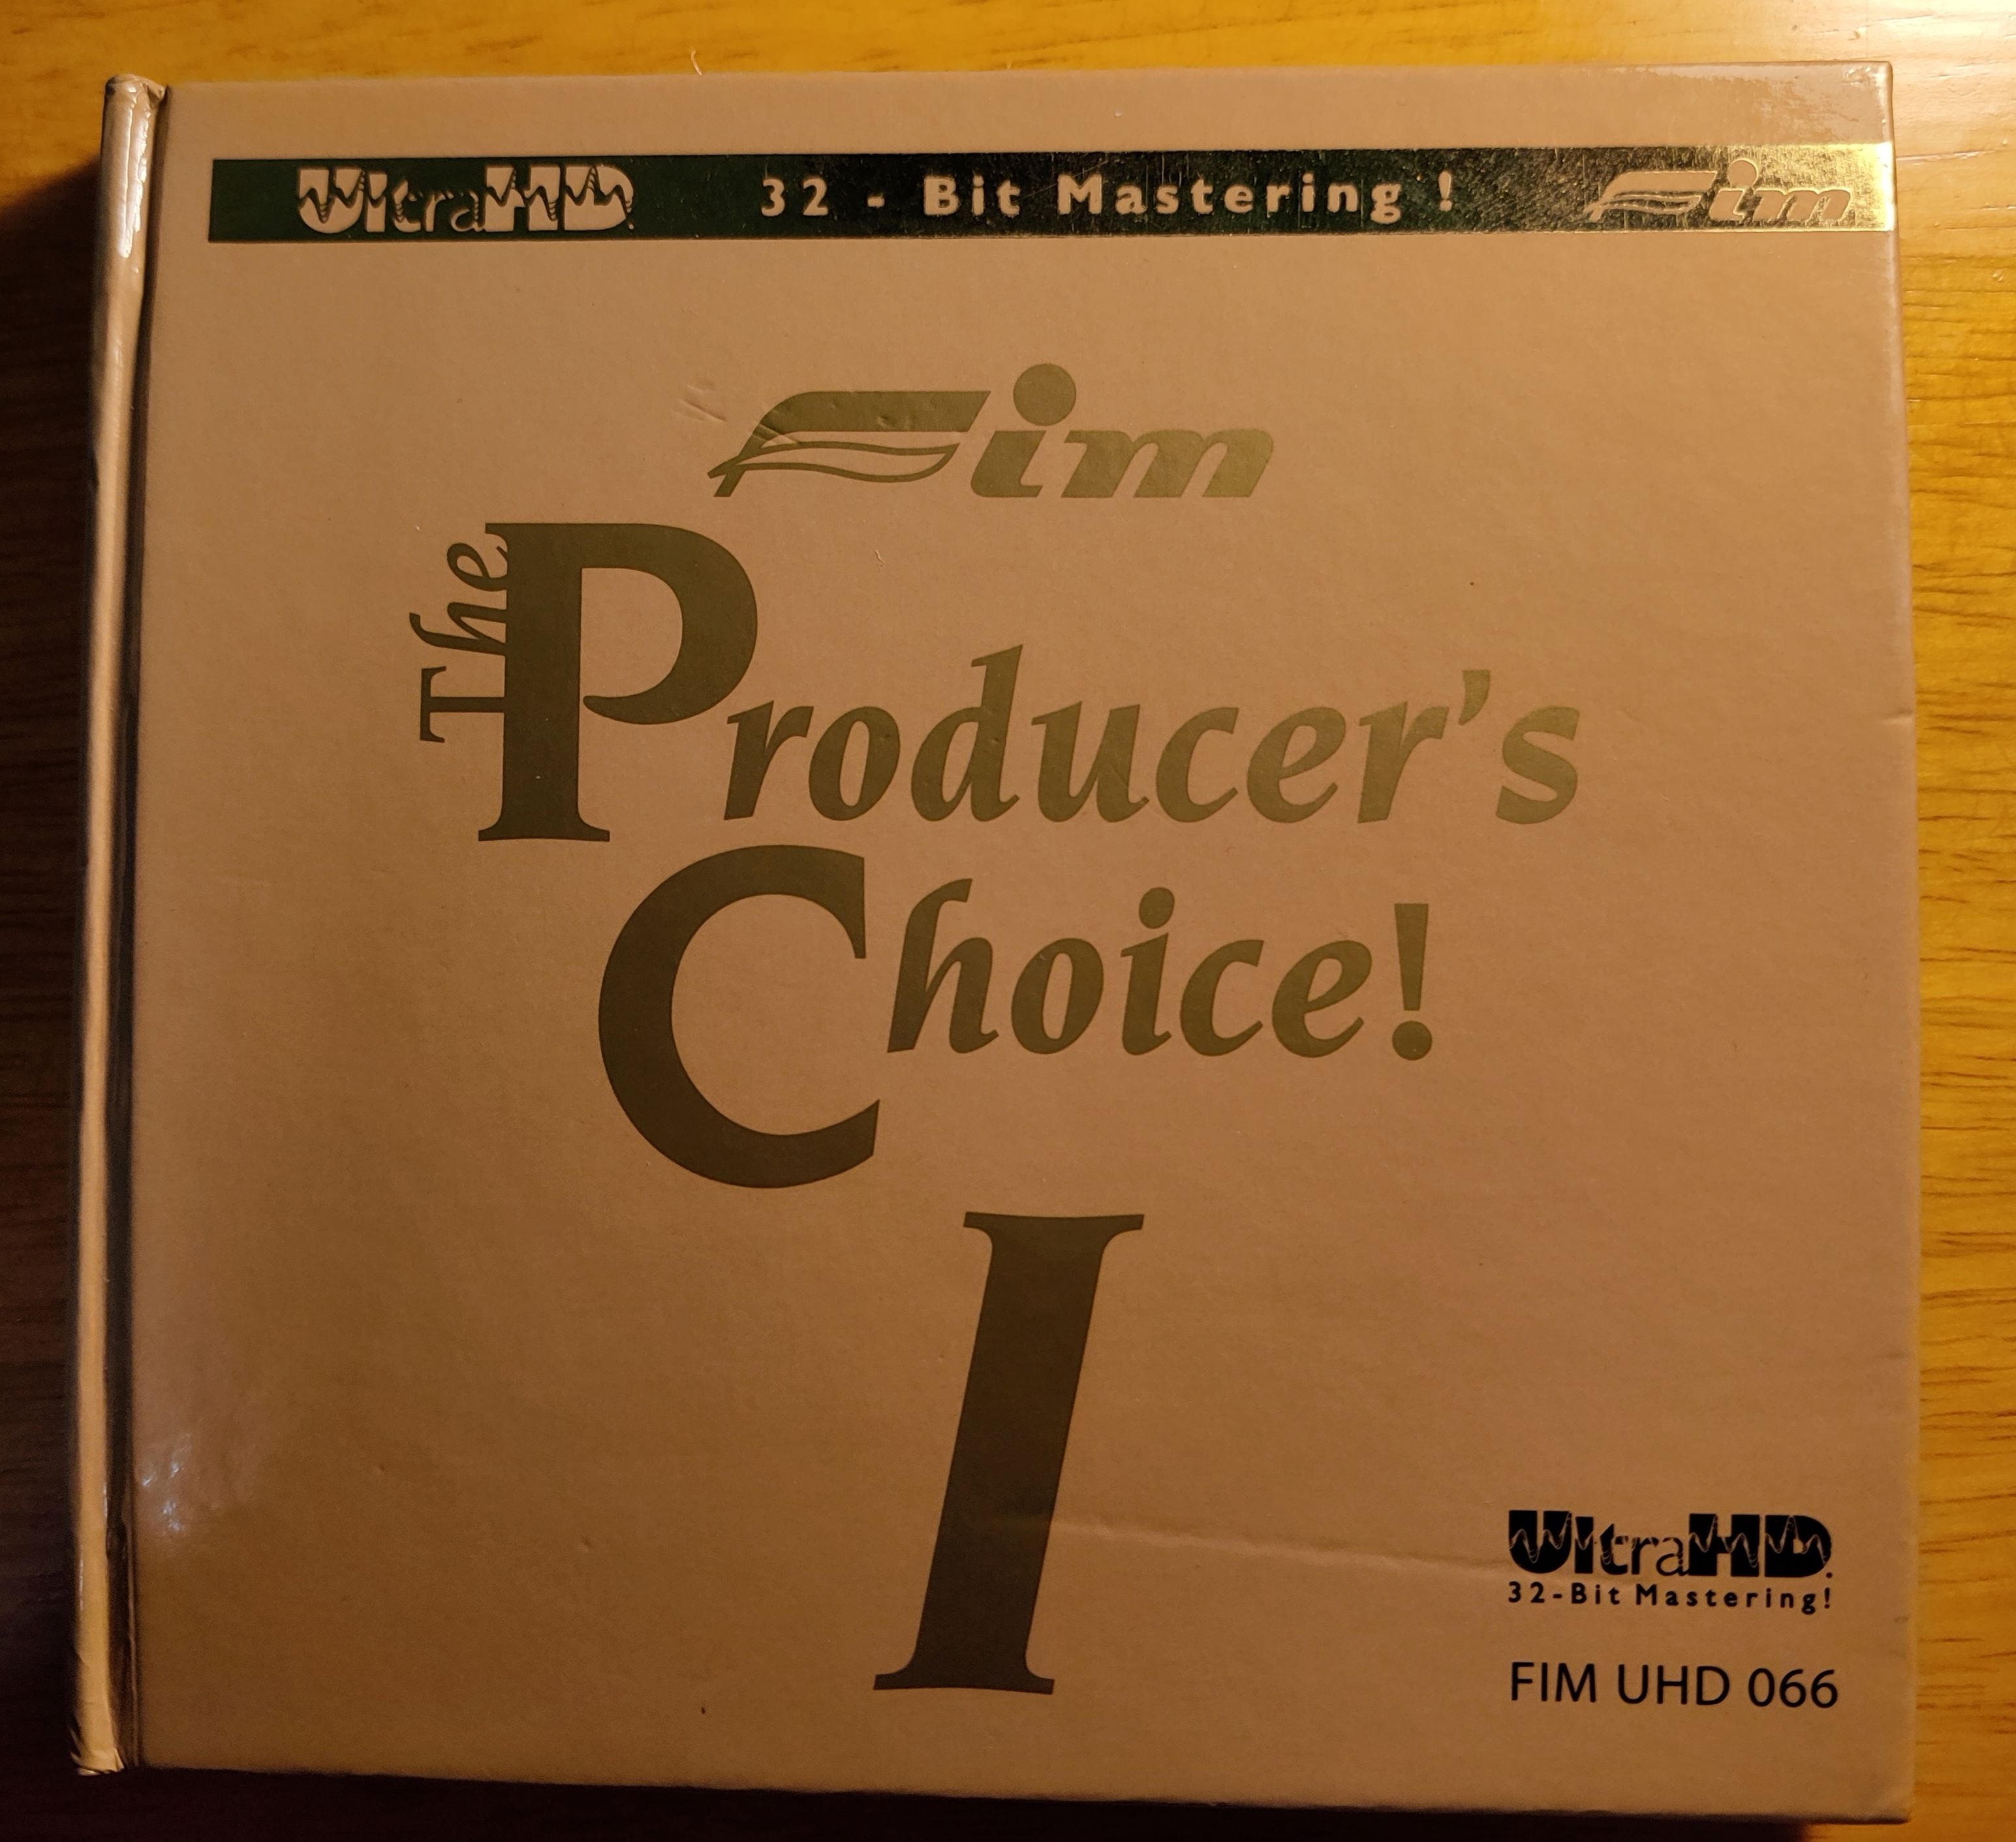 UltraHD 32 - Bit Mastering ! Fim
Fim
The Producer's
Choice!
I
UltraHD
32-Bit Mastering!
FIM UHD 066